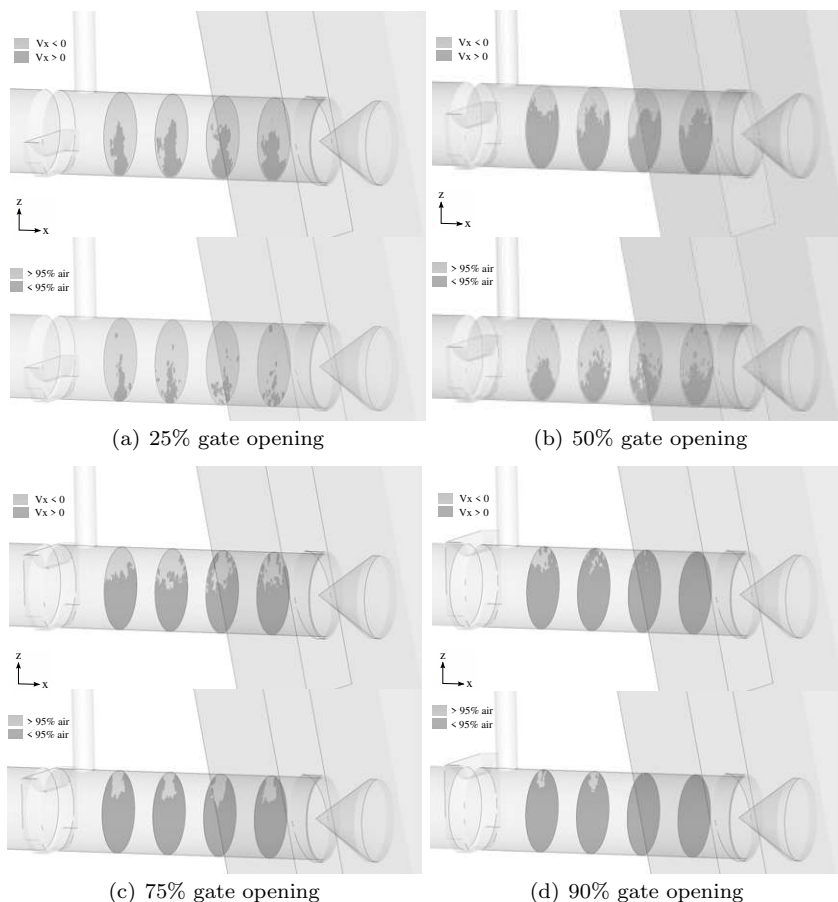 Vx < 0
Vx > 0
z
x
> 95% air
< 95% air
(a) 25% gate opening
Vx < 0
Vx > 0
z
x
> 95% air
< 95% air
(b) 50% gate opening
Vx < 0
Vx > 0
z
x
> 95% air
< 95% air
(c) 75% gate opening
Vx < 0
Vx > 0
z
x
> 95% air
< 95% air
(d) 90% gate opening